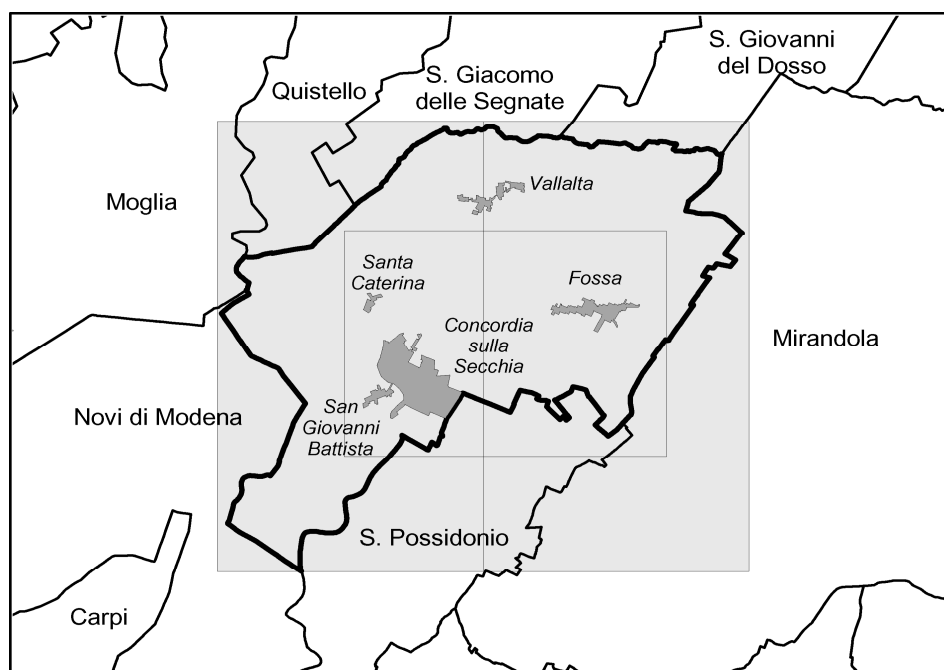 S. Giovanni
del Dosso
S. Giacomo
delle Segnate
Quistello
Vallalta
Moglia
Santa
Caterina
Fossa
Concordia
sulla
Secchia
Mirandola
Novi di Modena
San
Giovanni
Battista
S. Possidonio
Carpi